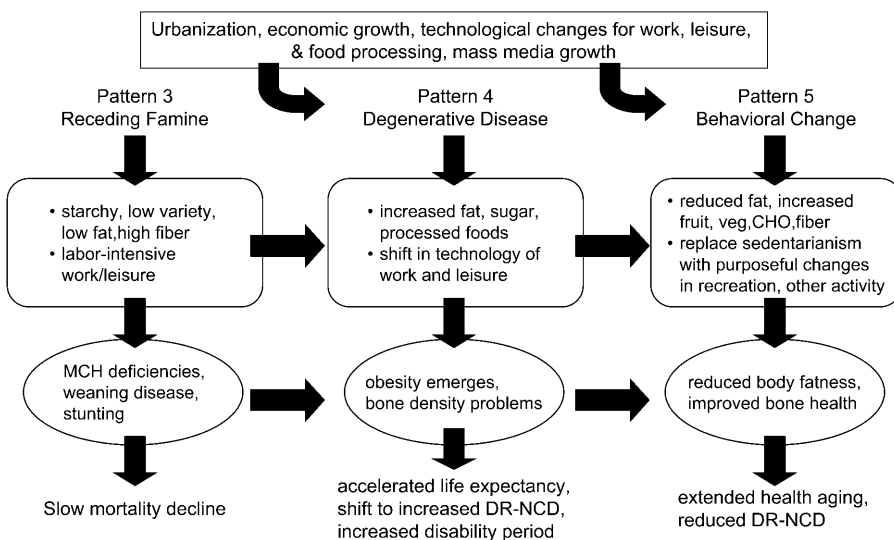 Urbanization, economic growth, technological changes for work, leisure,
& food processing, mass media growth
Pattern 3
Receding Famine
Pattern 4
Degenerative Disease
Pattern 5
Behavioral Change
• starchy, low variety,
low fat,high fiber
• labor-intensive
work/leisure
• increased fat, sugar,
processed foods
• shift in technology of
work and leisure
• reduced fat, increased
fruit, veg,CHO,fiber
• replace sedentarianism
with purposeful changes
in recreation, other activity
MCH deficiencies,
weaning disease,
stunting
obesity emerges,
bone density problems
reduced body fatness,
improved bone health
Slow mortality decline
accelerated life expectancy,
shift to increased DR-NCD,
increased disability period
extended health aging,
reduced DR-NCD